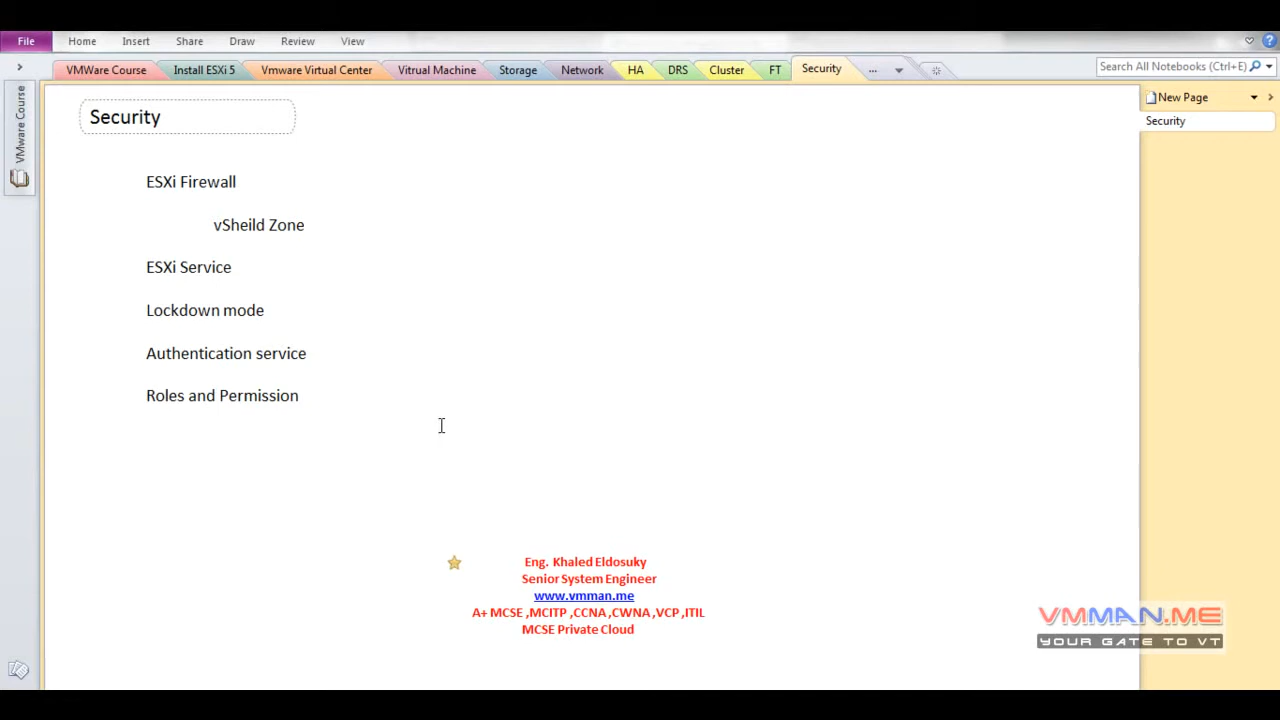 File Home Insert Share Draw Review View
VMWare Course Install ESXi 5 Vmware Virtual Center Vitrual Machine Storage Network HA DRS Cluster FT Security ...
Search All Notebooks (Ctrl+E)
VMware Course
New Page
Security
Security
ESXi Firewall
vSheild Zone
ESXi Service
Lockdown mode
Authentication service
Roles and Permission
Eng. Khaled Eldosuky
Senior System Engineer
www.vmman.me
A+ MCSE ,MCITP ,CCNA ,CWNA ,VCP ,ITIL
MCSE Private Cloud
VMMAN.ME
YOUR GATE TO VT